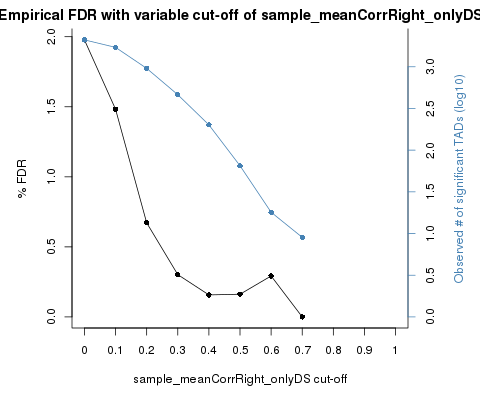 Empirical FDR with variable cut-off of sample_meanCorrRight_onlyDS
% FDR
0.0 0.5 1.0 1.5 2.0
0.0 0.5 1.0 1.5 2.0 2.5 3.0
Observed # of significant TADs (log10)
0 0.1 0.2 0.3 0.4 0.5 0.6 0.7 0.8 0.9 1
sample_meanCorrRight_onlyDS cut-off